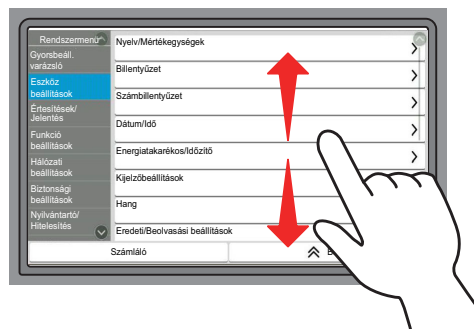 Rendszermenü
Gyorsbeáll.
varázsló
Eszköz
beállítások
Értesítések/
Jelentés
Funkció
beállítások
Hálózati
beállítások
Biztonsági
beállítások
Nyilvántartó/
Hitelesítés
Nyelv/Mértékegységek
Billentyűzet
Számbillentyűzet
Dátum/Idő
Energiatakarékos/Időzítő
Kijelzőbeállítások
Hang
Eredeti/Beolvasási beállítások
Számláló